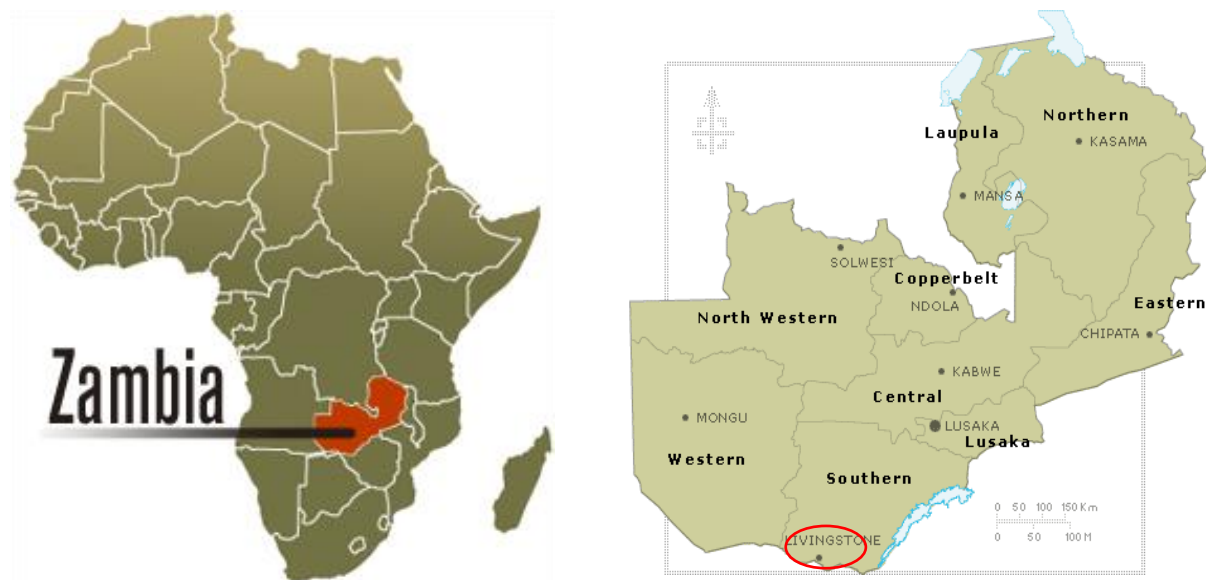 Zambia
Northern
Laupula
KASAMA
MANSA
SOLWESI
Copperbelt
NDOLA
Eastern
North Western
CHIPATA
KABWE
Central
MONGU
LUSAKA
Lusaka
Western
Southern
0 50 100 150 Km
0 50 100 M
LIVINGSTONE